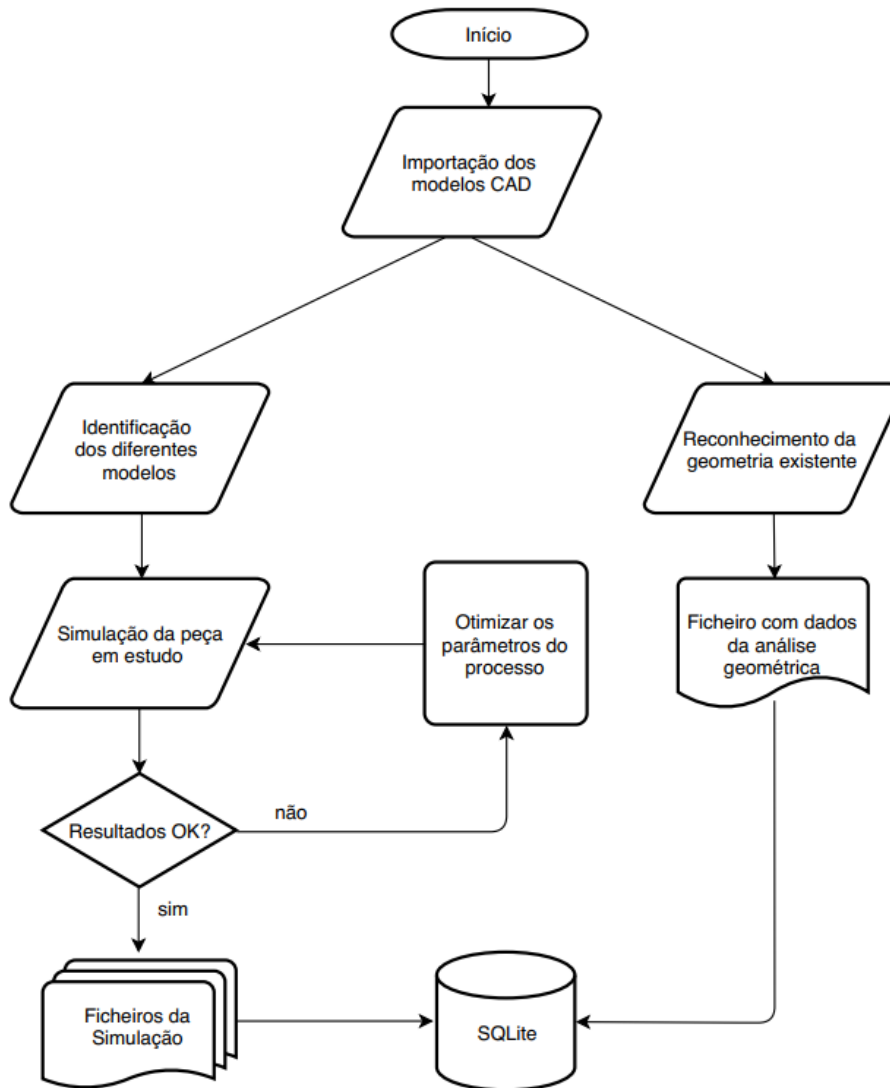 Início
Importação dos
modelos CAD
Identificação
dos diferentes
modelos
Reconhecimento da
geometria existente
Simulação da peça
em estudo
Otimizar os
parâmetros do
processo
Ficheiro com dados
da análise
geométrica
Resultados OK?
não
sim
Ficheiros da
Simulação
SQLite